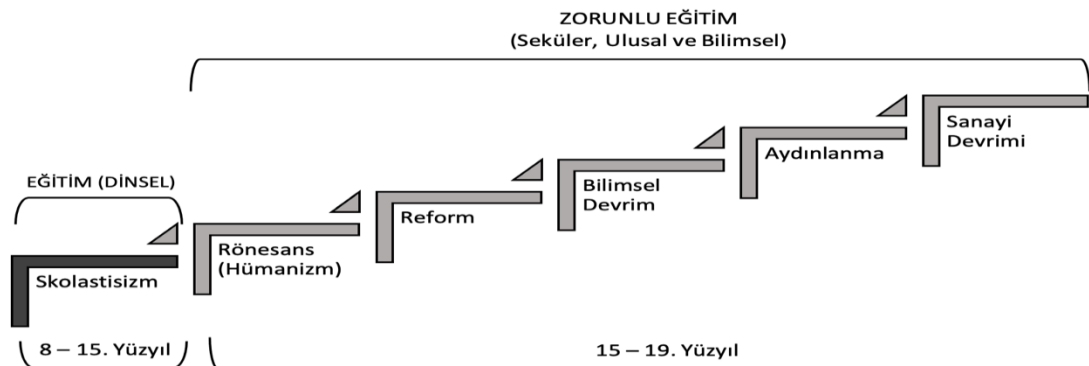 ZORUNLU EĞİTİM
(Seküler, Ulusal ve Bilimsel)
EĞİTİM (DİNSEL)
Skolastisizm
Rönesans
(Hümanizm)
Reform
Bilimsel
Devrim
Aydınlanma
Sanayi
Devrimi
8 – 15. Yüzyıl
15 – 19. Yüzyıl